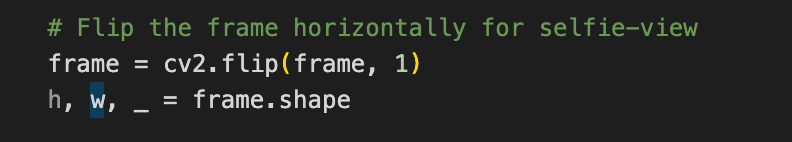 # Flip the frame horizontally for selfie-view
frame = cv2.flip(frame, 1)
h, w, _ = frame.shape